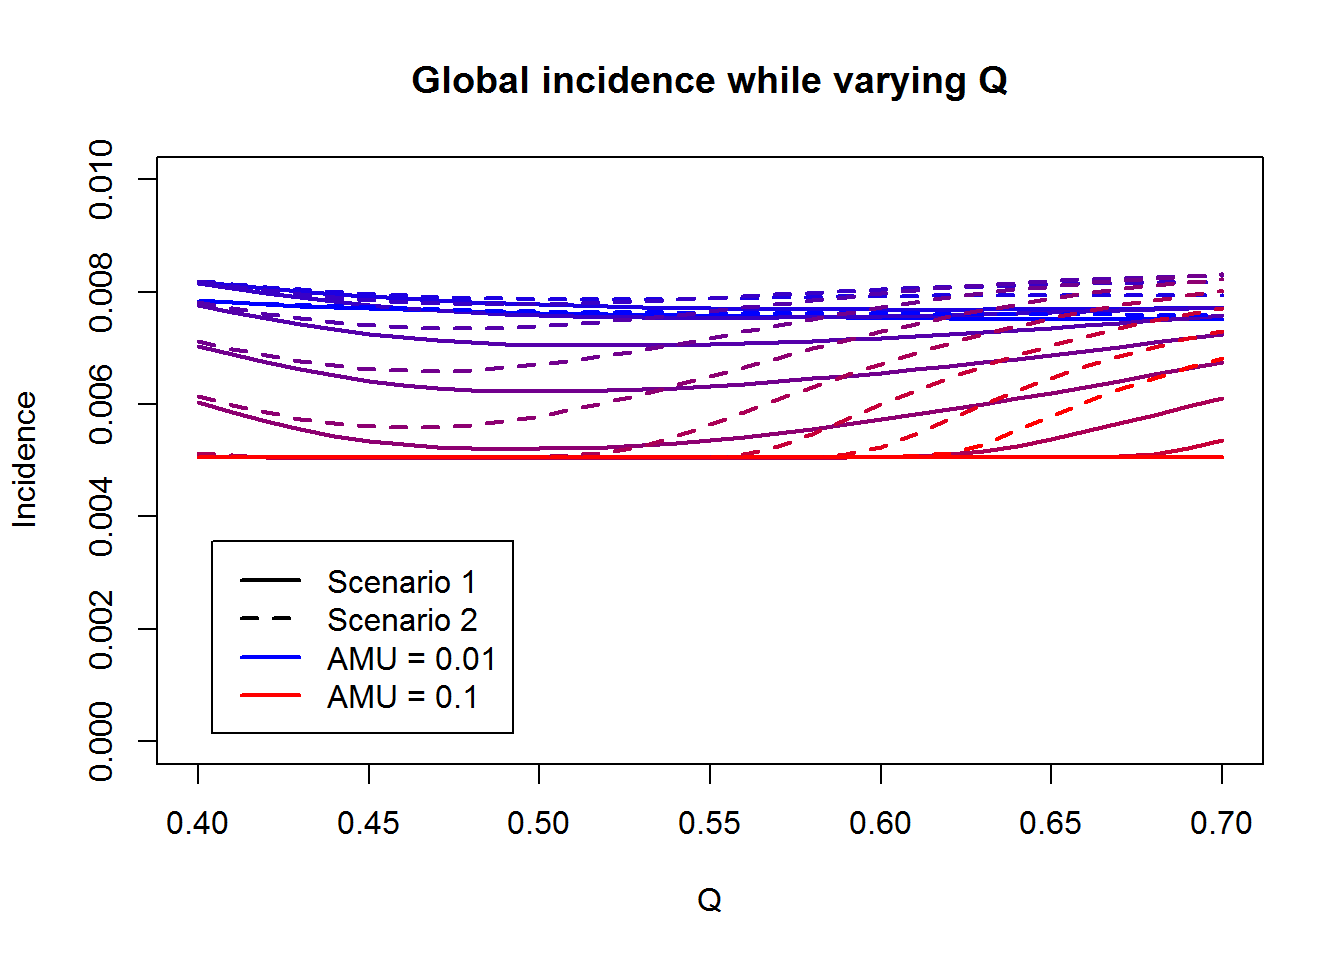 Global incidence while varying Q
Incidence
0.010
0.008
0.006
0.004
0.002
0.000
Scenario 1
Scenario 2
AMU = 0.01
AMU = 0.1
0.40 0.45 0.50 0.55 0.60 0.65 0.70
Q